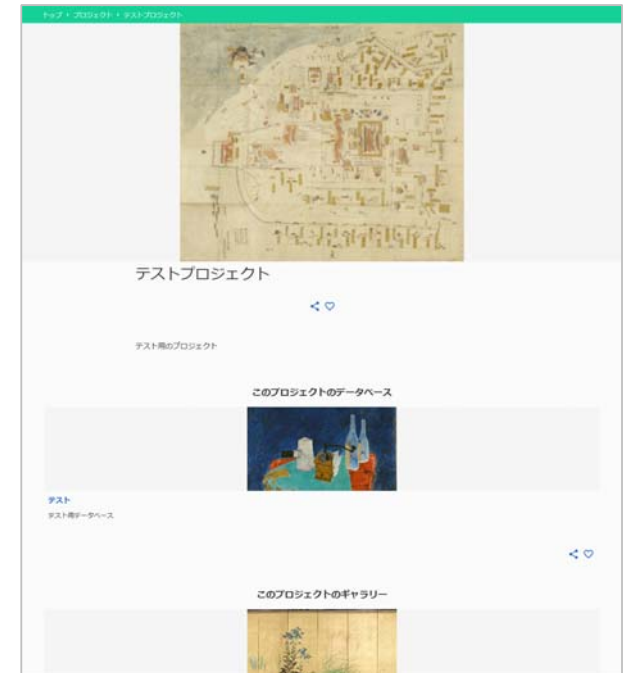 トップ • プロジェクト • テストプロジェクト
テストプロジェクト
テスト用のプロジェクト
このプロジェクトのデータベース
テスト
テスト用データベース
このプロジェクトのギャラリー